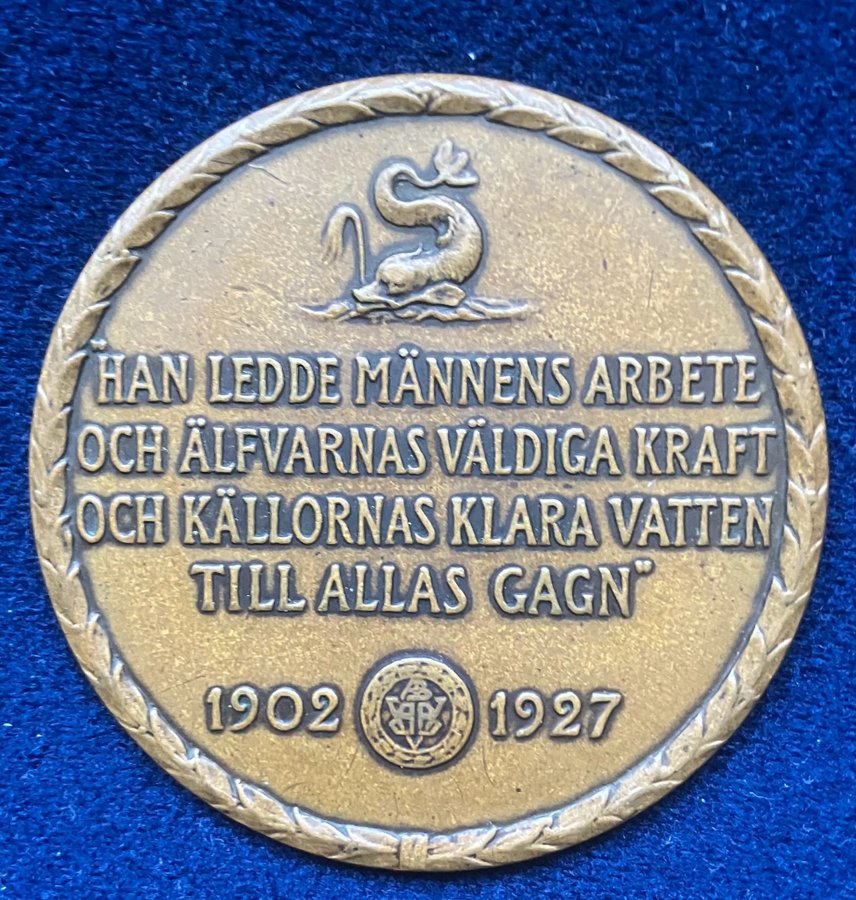 "HAN LEDDE MÄNNENS ARBETE
OCH ÄLFVARNAS VÄLDIGA KRAFT
OCH KÄLLORNAS KLARA VATTEN
TILL ALLAS GAGN"
1902 1927